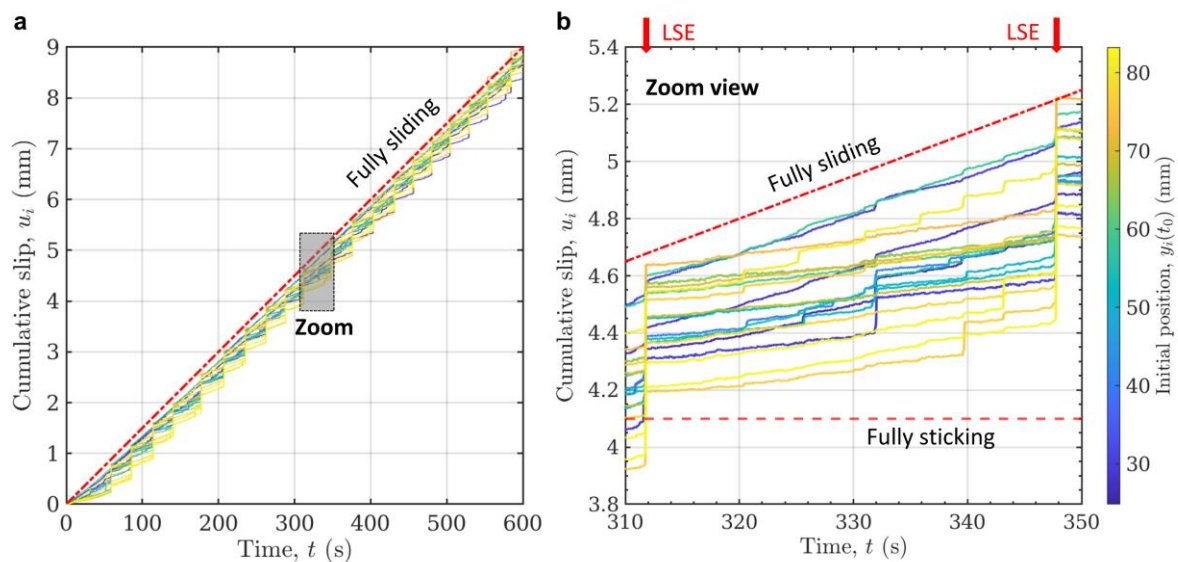 a
Cumulative slip, u_i (mm)
9
8
7
6
5
4
3
2
1
0
Fully sliding
Zoom
0 100 200 300 400 500 600
Time, t (s)
b
LSE LSE
Cumulative slip, u_i (mm)
5.4
5.2
5
4.8
4.6
4.4
4.2
4
3.8
Zoom view
Fully sliding
Fully sticking
310 320 330 340 350
Time, t (s)
80
70
60
50
40
30
Initial position, y_i(t_0) (mm)